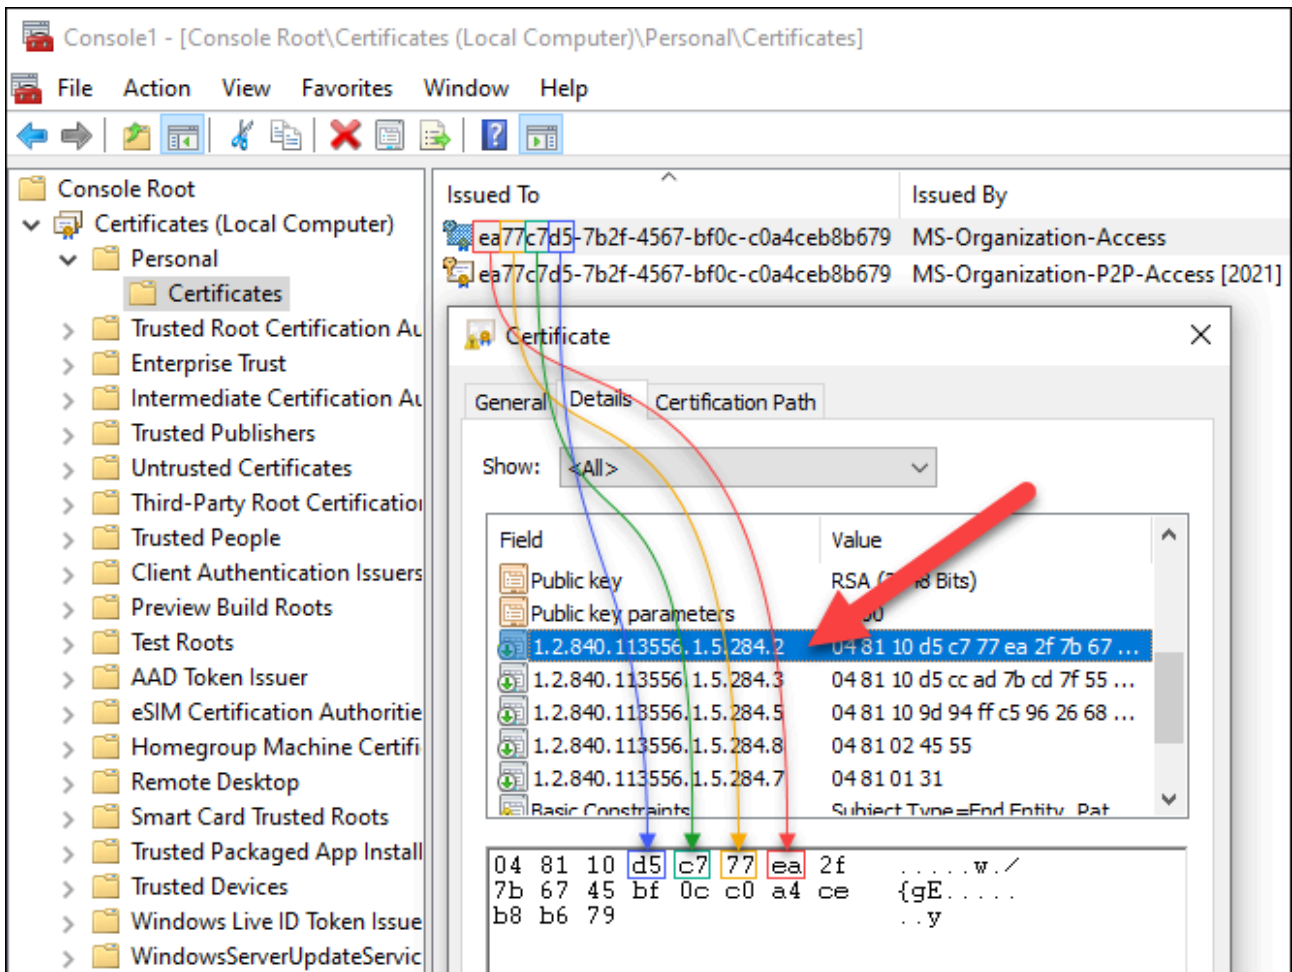 Console1 - [Console Root\Certificates (Local Computer)\Personal\Certificates]
File Action View Favorites Window Help
Console Root
Certificates (Local Computer)
Personal
Certificates
Trusted Root Certification Au
Enterprise Trust
Intermediate Certification Au
Trusted Publishers
Untrusted Certificates
Third-Party Root Certification
Trusted People
Client Authentication Issuers
Preview Build Roots
Test Roots
AAD Token Issuer
eSIM Certification Authoritie
Homegroup Machine Certifi
Remote Desktop
Smart Card Trusted Roots
Trusted Packaged App Install
Trusted Devices
Windows Live ID Token Issue
WindowsServerUpdateServic
Issued To Issued By
ea77c7d5-7b2f-4567-bf0c-c0a4ceb8b679 MS-Organization-Access
ea77c7d5-7b2f-4567-bf0c-c0a4ceb8b679 MS-Organization-P2P-Access [2021]
Certificate
General Details Certification Path
Show: <All>
Field Value
Public key RSA ( Bits)
Public key parameters
1.2.840.113556.1.5.284.2 04 81 10 d5 c7 77 ea 2f 7b 67 ...
1.2.840.113556.1.5.284.3 04 81 10 d5 cc ad 7b cd 7f 55 ...
1.2.840.113556.1.5.284.5 04 81 10 9d 94 ff c5 96 26 68 ...
1.2.840.113556.1.5.284.8 04 81 02 45 55
1.2.840.113556.1.5.284.7 04 81 01 31
Basic Constraints Subject Type=End Entity, Pat
04 81 10 d5 c7 77 ea 2f .....w./
7b 67 45 bf 0c c0 a4 ce {gE.....
b8 b6 79 ..y